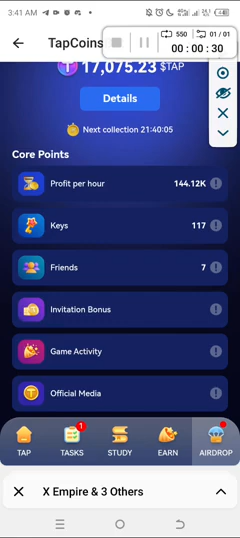 3:41 AM
TapCoins
550
01 / 01
00 : 00 : 30
17,075.23 $TAP
Details
Next collection 21:40:05
Core Points
Profit per hour 144.12K
Keys 117
Friends 7
Invitation Bonus
Game Activity
Official Media
1
TAP TASKS STUDY EARN AIRDROP
X Empire & 3 Others